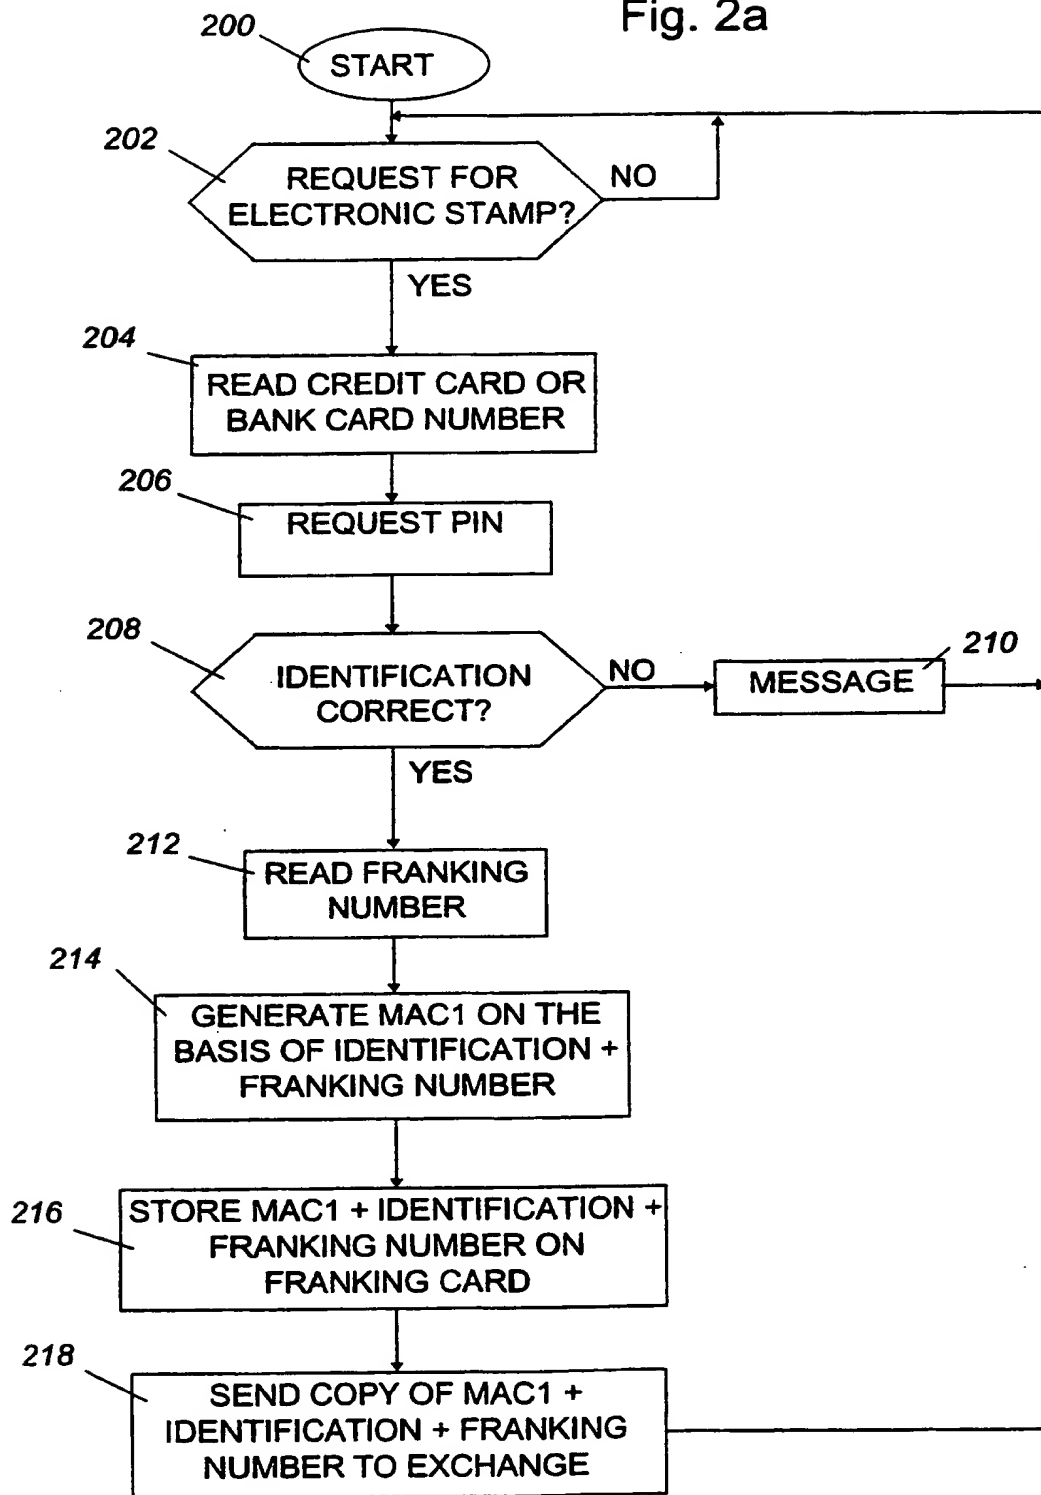 Fig. 2a
200
START
202
REQUEST FOR
ELECTRONIC STAMP?
NO
YES
204
READ CREDIT CARD OR
BANK CARD NUMBER
206
REQUEST PIN
208
IDENTIFICATION
CORRECT?
NO
210
MESSAGE
YES
212
READ FRANKING
NUMBER
214
GENERATE MAC1 ON THE
BASIS OF IDENTIFICATION +
FRANKING NUMBER
216
STORE MAC1 + IDENTIFICATION +
FRANKING NUMBER ON
FRANKING CARD
218
SEND COPY OF MAC1 +
IDENTIFICATION + FRANKING
NUMBER TO EXCHANGE